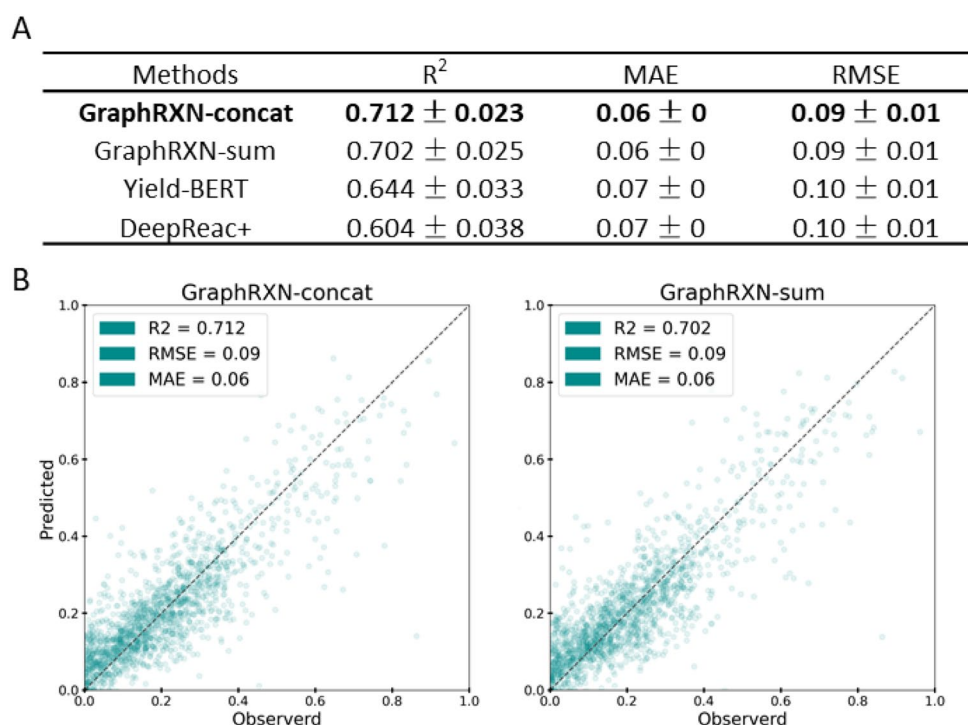 A
Methods R² MAE RMSE
GraphRXN-concat 0.712 ± 0.023 0.06 ± 0 0.09 ± 0.01
GraphRXN-sum 0.702 ± 0.025 0.06 ± 0 0.09 ± 0.01
Yield-BERT 0.644 ± 0.033 0.07 ± 0 0.10 ± 0.01
DeepReac+ 0.604 ± 0.038 0.07 ± 0 0.10 ± 0.01
B
GraphRXN-concat
1.0
R2 = 0.712
RMSE = 0.09
MAE = 0.06
0.8
0.6
0.4
0.2
0.0
Predicted
0.0 0.2 0.4 0.6 0.8 1.0
Observerd
GraphRXN-sum
1.0
R2 = 0.702
RMSE = 0.09
MAE = 0.06
0.8
0.6
0.4
0.2
0.0
0.0 0.2 0.4 0.6 0.8 1.0
Observerd